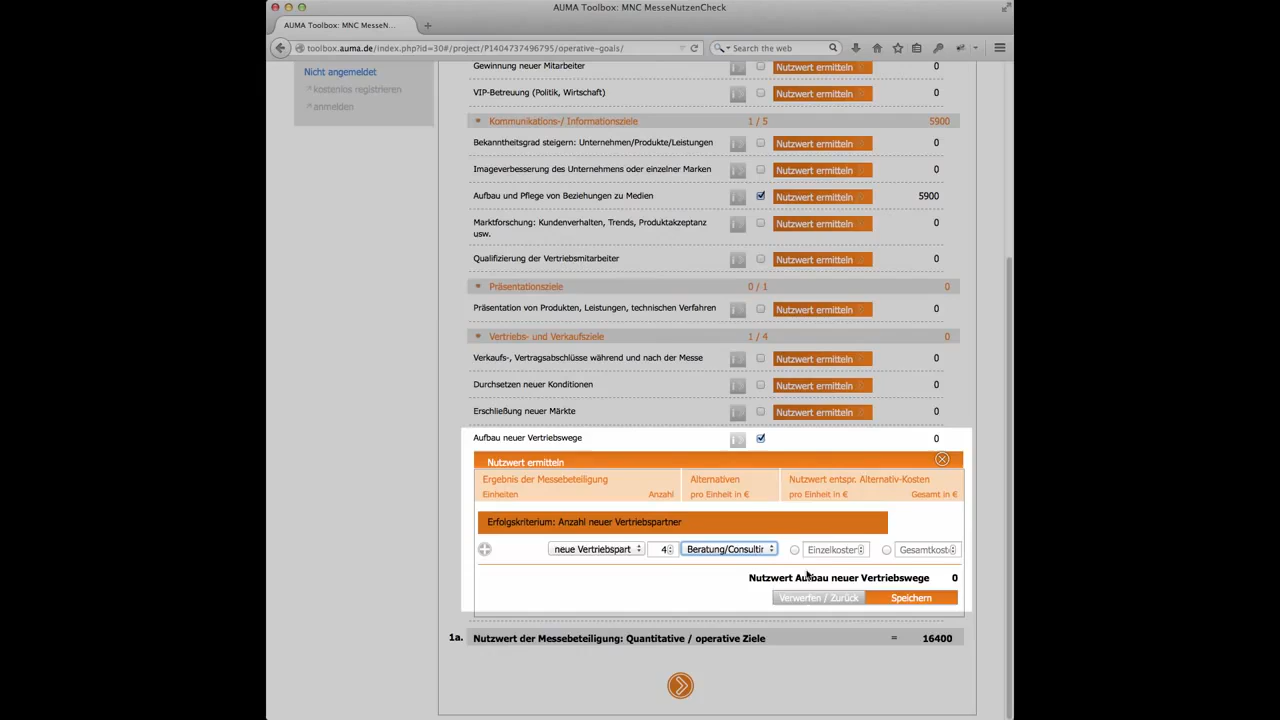 AUMA Toolbox: MNC MesseNutzenCheck
AUMA Toolbox: MNC MesseN...
toolbox.auma.de/index.php?id=30#/project/P1404737496795/operative-goals/
Search the web
Nicht angemeldet
kostenlos registrieren
anmelden
Gewinnung neuer Mitarbeiter Nutzwert ermitteln 0
VIP-Betreuung (Politik, Wirtschaft) Nutzwert ermitteln 0
Kommunikations-/ Informationsziele 1 / 5 5900
Bekanntheitsgrad steigern: Unternehmen/Produkte/Leistungen Nutzwert ermitteln 0
Imageverbesserung des Unternehmens oder einzelner Marken Nutzwert ermitteln 0
Aufbau und Pflege von Beziehungen zu Medien Nutzwert ermitteln 5900
Marktforschung: Kundenverhalten, Trends, Produktakzeptanz Nutzwert ermitteln 0
usw.
Qualifizierung der Vertriebsmitarbeiter Nutzwert ermitteln 0
Präsentationsziele 0 / 1 0
Präsentation von Produkten, Leistungen, technischen Verfahren Nutzwert ermitteln 0
Vertriebs- und Verkaufsziele 1 / 4 0
Verkaufs-, Vertragsabschlüsse während und nach der Messe Nutzwert ermitteln 0
Durchsetzen neuer Konditionen Nutzwert ermitteln 0
Erschließung neuer Märkte Nutzwert ermitteln 0
Aufbau neuer Vertriebswege 0
Nutzwert ermitteln
Ergebnis der Messebeteiligung Alternativen Nutzwert entspr. Alternativ-Kosten
Einheiten Anzahl pro Einheit in € pro Einheit in € Gesamt in €
Erfolgskriterium: Anzahl neuer Vertriebspartner
neue Vertriebspart 4 Beratung/Consultin Einzelkosten Gesamtkost
Nutzwert Aufbau neuer Vertriebswege 0
Verwerfen / Zurück Speichern
1a. Nutzwert der Messebeteiligung: Quantitative / operative Ziele = 16400